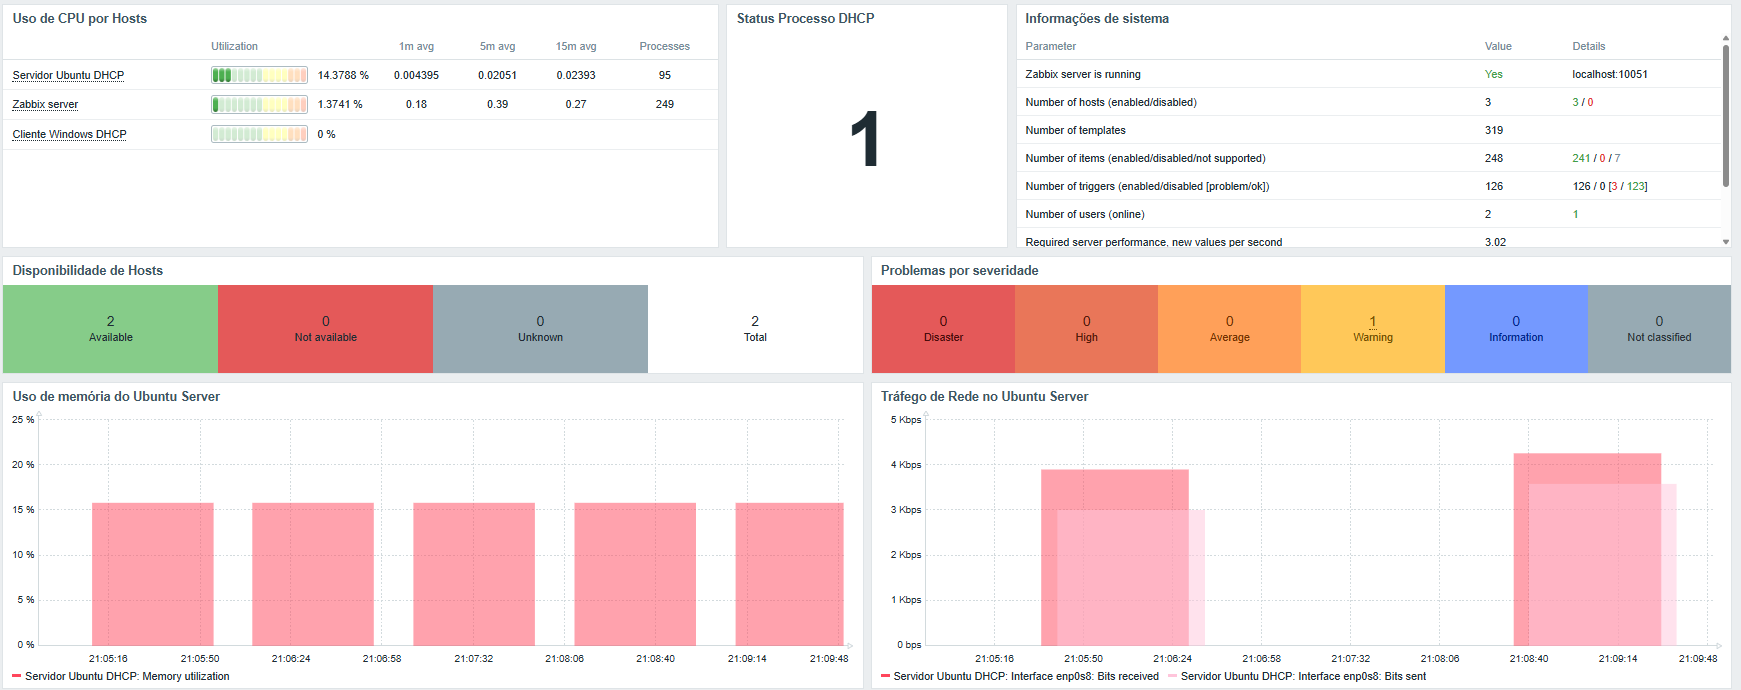 Uso de CPU por Hosts
Utilization 1m avg 5m avg 15m avg Processes
Servidor Ubuntu DHCP 14.3788 % 0.004395 0.02051 0.02393 95
Zabbix server 1.3741 % 0.18 0.39 0.27 249
Cliente Windows DHCP 0 %
Status Processo DHCP
1
Informações de sistema
Parameter Value Details
Zabbix server is running Yes localhost:10051
Number of hosts (enabled/disabled) 3 3 / 0
Number of templates 319
Number of items (enabled/disabled/not supported) 248 241 / 0 / 7
Number of triggers (enabled/disabled [problem/ok]) 126 126 / 0 [3 / 123]
Number of users (online) 2 1
Required server performance, new values per second 3.02
Disponibilidade de Hosts
2 0 0 2
Available Not available Unknown Total
Problemas por severidade
0 0 0 1 0 0
Disaster High Average Warning Information Not classified
Uso de memória do Ubuntu Server
25 %
20 %
15 %
10 %
5 %
0 %
21:05:16 21:05:50 21:06:24 21:06:58 21:07:32 21:08:06 21:08:40 21:09:14 21:09:48
Servidor Ubuntu DHCP: Memory utilization
Tráfego de Rede no Ubuntu Server
5 Kbps
4 Kbps
3 Kbps
2 Kbps
1 Kbps
0 bps
21:05:16 21:05:50 21:06:24 21:06:58 21:07:32 21:08:06 21:08:40 21:09:14 21:09:48
Servidor Ubuntu DHCP: Interface enp0s8: Bits received Servidor Ubuntu DHCP: Interface enp0s8: Bits sent